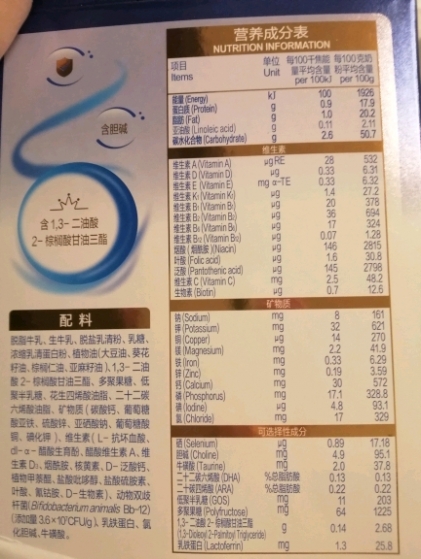 营养成分表
NUTRITION INFORMATION
项目 Items 单位 Unit 每100千焦能量平均含量 per 100kJ 每100克奶粉平均含量 per 100g
能量 (Energy) kJ 100 1926
蛋白质 (Protein) g 0.9 17.9
脂肪 (Fat) g 1.0 20.2
亚油酸 (Linoleic acid) g 0.11 2.11
碳水化合物 (Carbohydrate) g 2.6 50.7
维生素
维生素 A (Vitamin A) μg RE 28 532
维生素 D (Vitamin D) μg 0.33 6.31
维生素 E (Vitamin E) mg α-TE 0.33 6.32
维生素 K₁ (Vitamin K₁) μg 1.4 27.2
维生素 B₁ (Vitamin B₁) μg 20 378
维生素 B₂ (Vitamin B₂) μg 36 694
维生素 B₆ (Vitamin B₆) μg 17 324
维生素 B₁₂ (Vitamin B₁₂) μg 0.07 1.28
烟酸 (烟酰胺) (Niacin) μg 146 2815
叶酸 (Folic acid) μg 1.6 30.8
泛酸 (Pantothenic acid) μg 145 2798
维生素 C (Vitamin C) mg 2.5 48.2
生物素 (Biotin) μg 0.7 12.6
矿物质
钠 (Sodium) mg 8 161
钾 (Potassium) mg 32 621
铜 (Copper) μg 14 270
镁 (Magnesium) mg 2.2 41.9
铁 (Iron) mg 0.33 6.29
锌 (Zinc) mg 0.19 3.59
钙 (Calcium) mg 30 572
磷 (Phosphorus) mg 17.1 328.8
碘 (Iodine) μg 4.8 93.1
氯 (Chloride) mg 17 329
可选择性成分
硒 (Selenium) μg 0.89 17.18
胆碱 (Choline) mg 4.9 95.1
牛磺酸 (Taurine) mg 2.0 37.8
二十二碳六烯酸 (DHA) %总脂肪酸 0.13 0.13
二十碳四烯酸 (ARA) %总脂肪酸 0.22 0.22
低聚半乳糖 (GOS) mg 11 203
多聚果糖 (Polyfructose) mg 64 1225
1,3-二油酸2-棕榈酸甘油三酯
(1,3-Dioleoyl 2-Palmitoyl Triglyceride) g 0.14 2.68
乳铁蛋白 (Lactoferrin) mg 1.3 25.8
含胆碱
含 1,3- 二油酸
2- 棕榈酸甘油三酯
配料
脱脂牛乳、生牛乳、脱盐乳清粉、乳糖、
浓缩乳清蛋白粉、植物油(大豆油、葵花
籽油、棕榈仁油、亚麻籽油)、1,3- 二油
酸 2- 棕榈酸甘油三酯、多聚果糖、低
聚半乳糖、花生四烯酸油脂、二十二碳
六烯酸油脂、矿物质(碳酸钙、葡萄糖
酸亚铁、硫酸锌、亚硒酸钠、葡萄糖酸
铜、碘化钾)、维生素(L- 抗坏血酸、
dl-α- 醋酸生育酚、醋酸维生素 A、维
生素 D₃、烟酰胺、核黄素、D- 泛酸钙、
植物甲萘醌、盐酸吡哆醇、盐酸硫胺素、
叶酸、氰钴胺、D-生物素)、动物双歧
杆菌(Bifidobacterium animalis Bb-12)
(添加量 3.6×10⁶CFU/g)、乳铁蛋白、氯
化胆碱、牛磺酸。